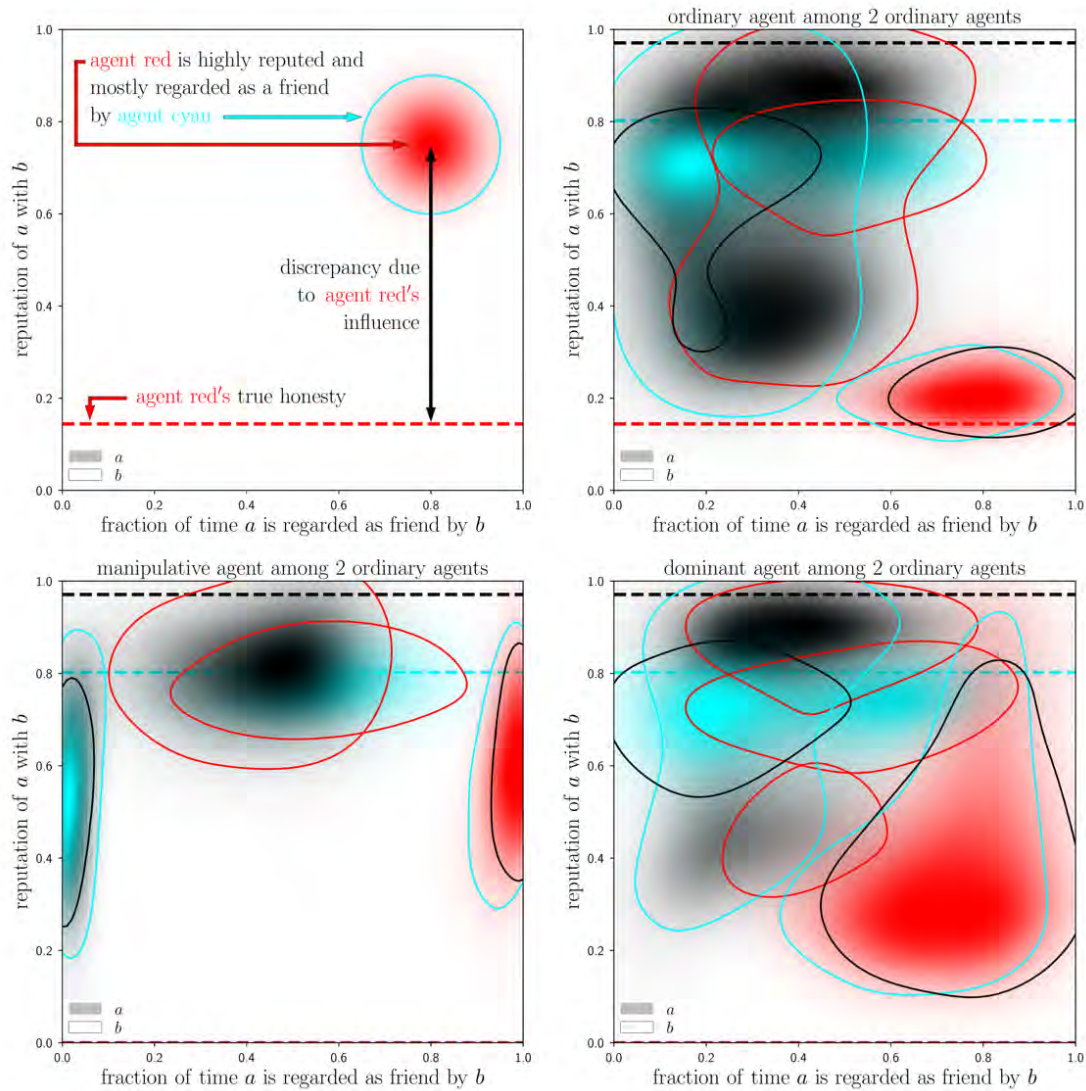 1.0
0.8
0.6
0.4
0.2
0.0
reputation of a with b
agent red is highly reputed and
mostly regarded as a friend
by agent cyan
discrepancy due
to agent red's
influence
agent red's true honesty
a
b
0.0 0.2 0.4 0.6 0.8 1.0
fraction of time a is regarded as friend by b
ordinary agent among 2 ordinary agents
1.0
0.8
0.6
0.4
0.2
0.0
reputation of a with b
a
b
0.0 0.2 0.4 0.6 0.8 1.0
fraction of time a is regarded as friend by b
manipulative agent among 2 ordinary agents
1.0
0.8
0.6
0.4
0.2
0.0
reputation of a with b
a
b
0.0 0.2 0.4 0.6 0.8 1.0
fraction of time a is regarded as friend by b
dominant agent among 2 ordinary agents
1.0
0.8
0.6
0.4
0.2
0.0
reputation of a with b
a
b
0.0 0.2 0.4 0.6 0.8 1.0
fraction of time a is regarded as friend by b